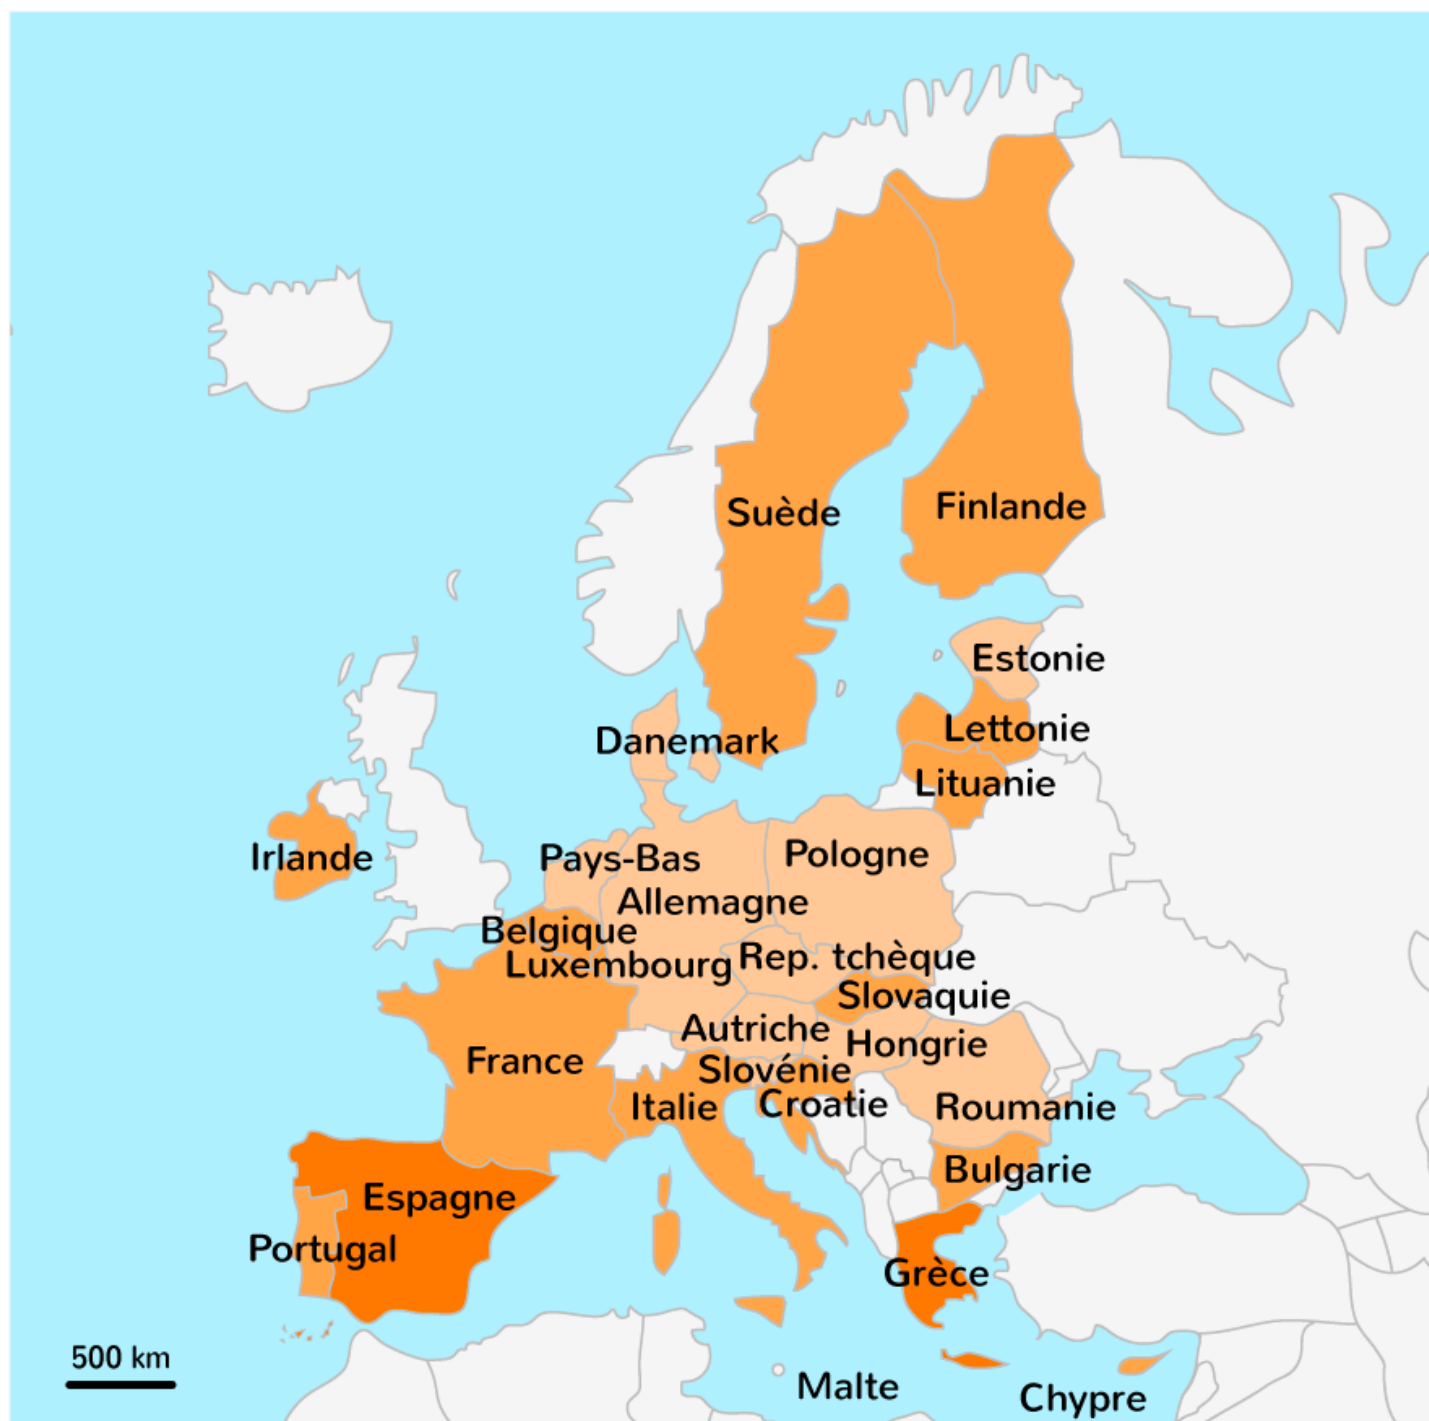 Suède
Finlande
Estonie
Lettonie
Danemark
Lituanie
Irlande
Pays-Bas
Pologne
Allemagne
Belgique
Luxembourg
Rep. tchèque
Slovaquie
Autriche
Hongrie
France
Slovénie
Italie
Croatie
Roumanie
Bulgarie
Espagne
Portugal
Grèce
500 km
Malte
Chypre